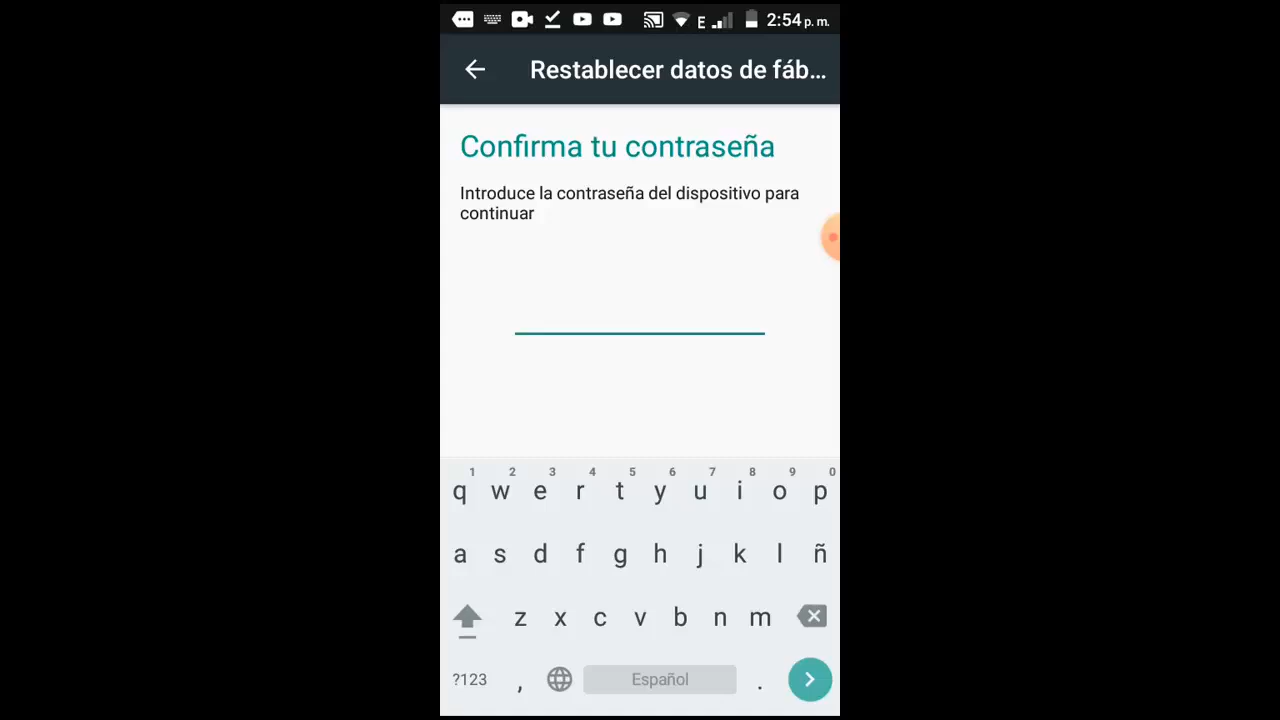 E 2:54 p. m.
Restablecer datos de fáb...
Confirma tu contraseña
Introduce la contraseña del dispositivo para
continuar
1 2 3 4 5 6 7 8 9 0
q w e r t y u i o p
a s d f g h j k l ñ
z x c v b n m
?123 , Español .